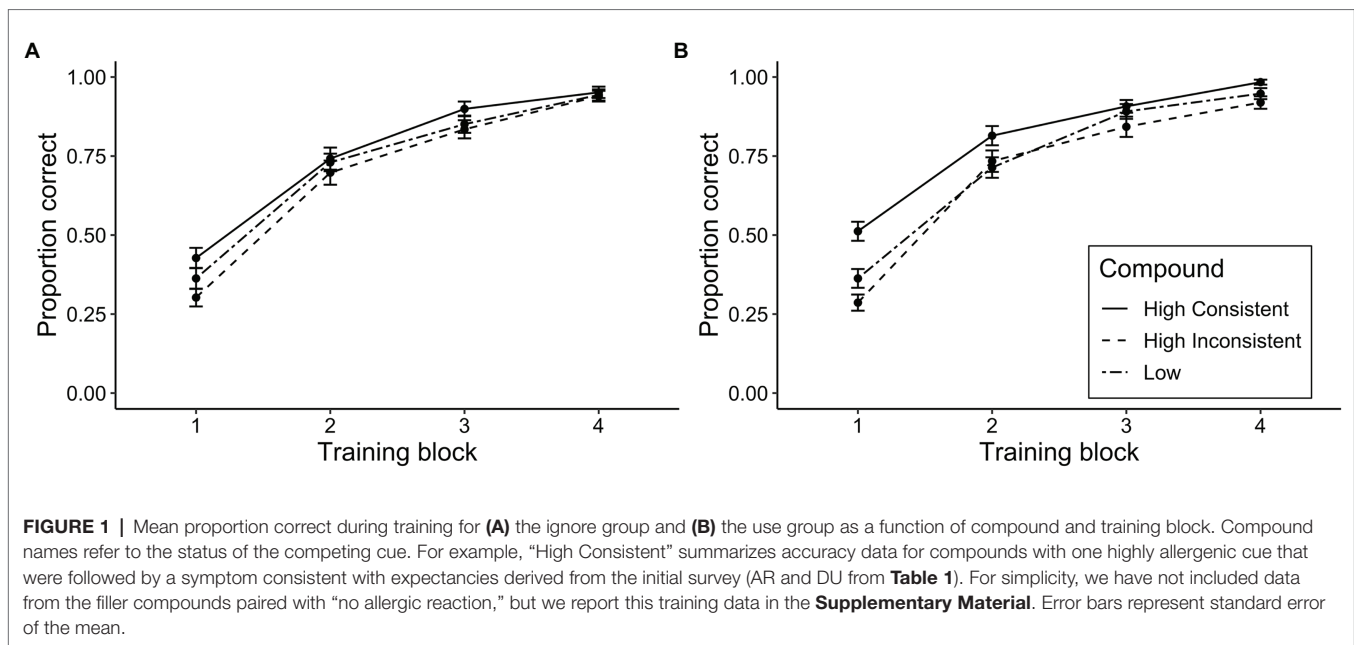 A
1.00
0.75
0.50
0.25
0.00
Proportion correct
1 2 3 4
Training block
B
1.00
0.75
0.50
0.25
0.00
Proportion correct
1 2 3 4
Training block
Compound
High Consistent
High Inconsistent
Low
FIGURE 1 | Mean proportion correct during training for (A) the ignore group and (B) the use group as a function of compound and training block. Compound
names refer to the status of the competing cue. For example, “High Consistent” summarizes accuracy data for compounds with one highly allergenic cue that
were followed by a symptom consistent with expectancies derived from the initial survey (AR and DU from Table 1). For simplicity, we have not included data
from the filler compounds paired with “no allergic reaction,” but we report this training data in the Supplementary Material. Error bars represent standard error
of the mean.